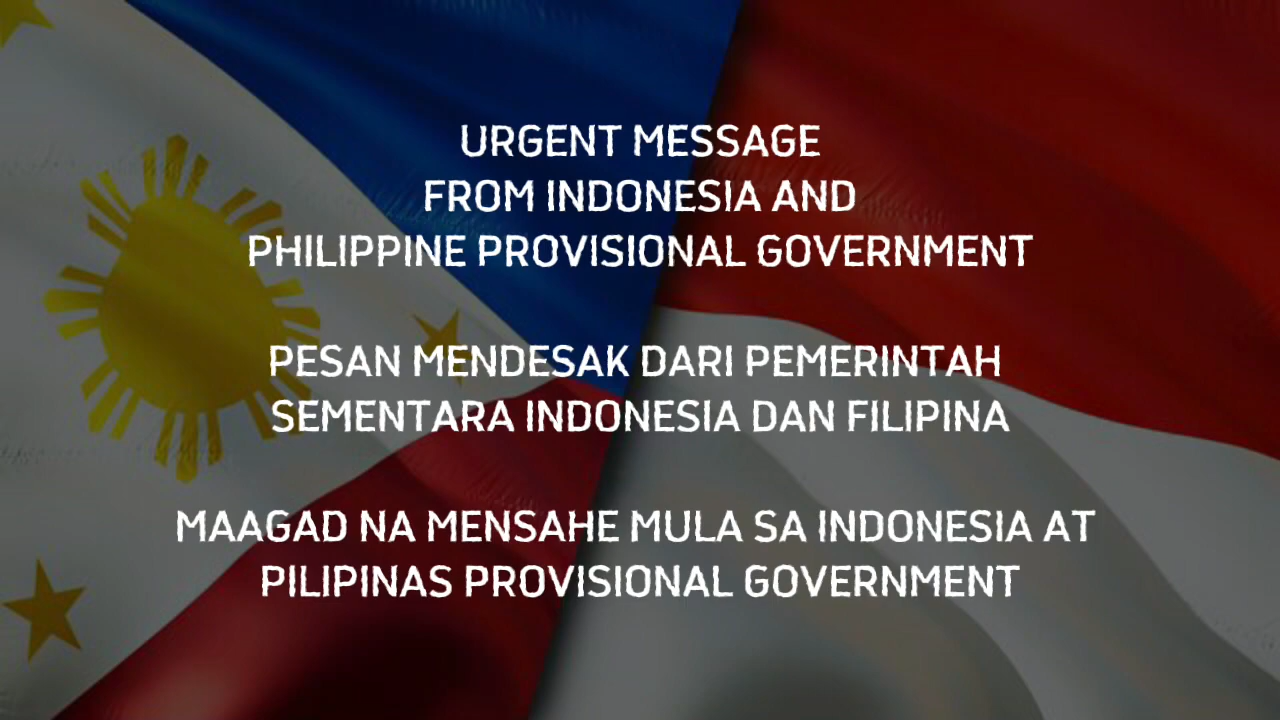 URGENT MESSAGE
FROM INDONESIA AND
PHILIPPINE PROVISIONAL GOVERNMENT
PESAN MENDESAK DARI PEMERINTAH
SEMENTARA INDONESIA DAN FILIPINA
MAAGAD NA MENSAHE MULA SA INDONESIA AT
PILIPINAS PROVISIONAL GOVERNMENT